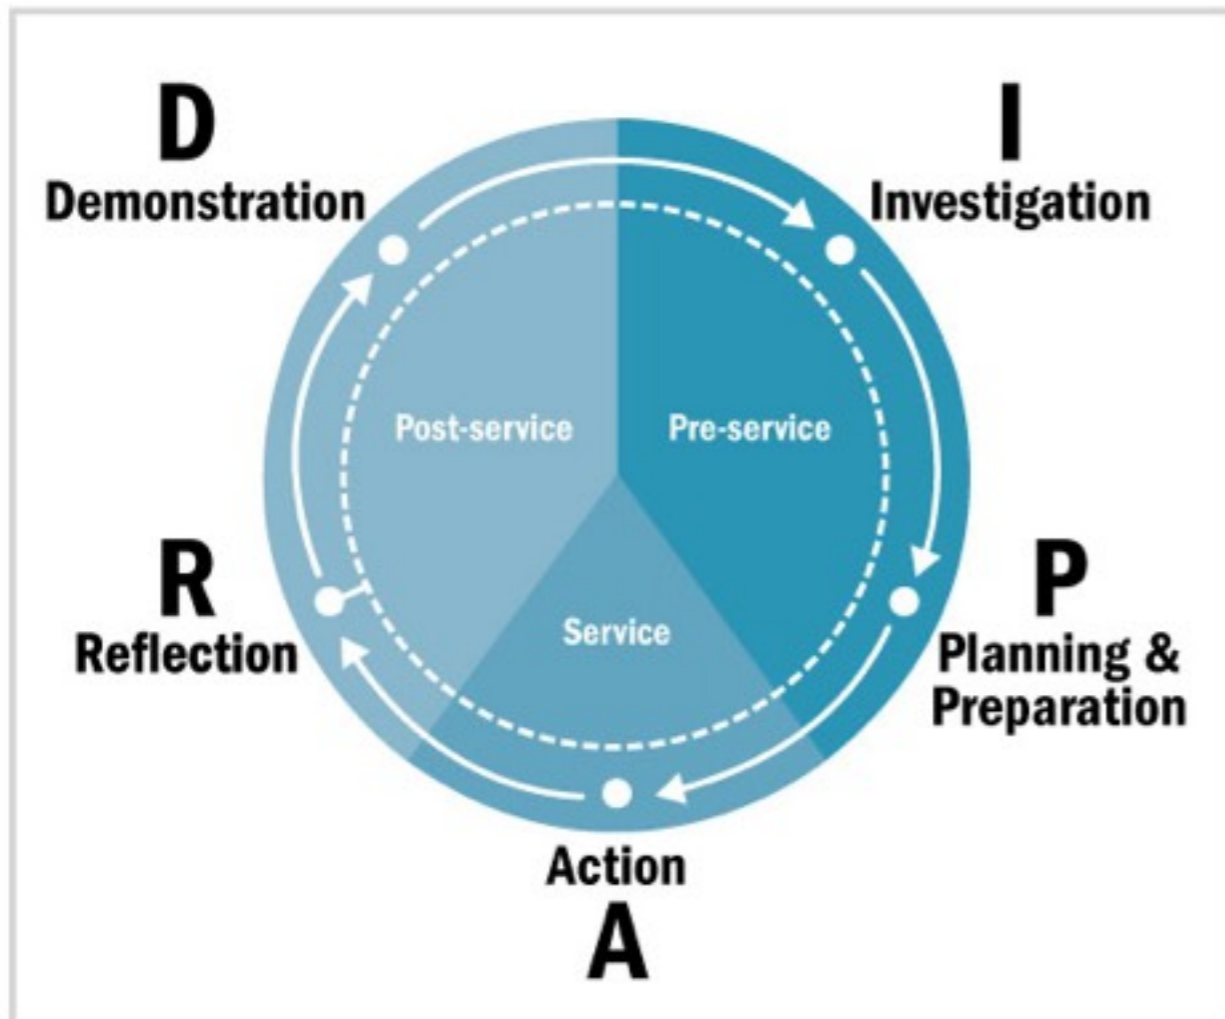 D
Demonstration
I
Investigation
Post-service
Pre-service
R
Reflection
P
Planning &
Preparation
Service
Action
A